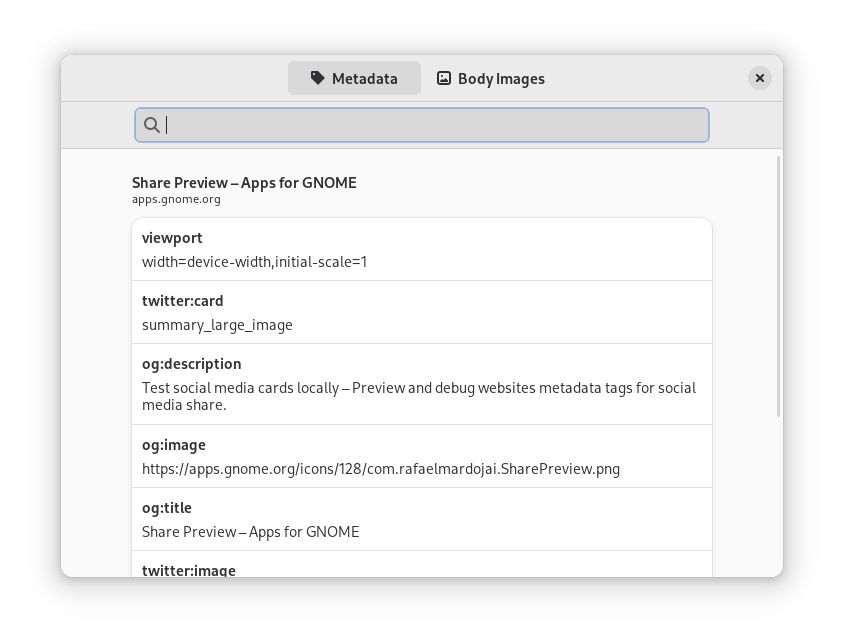 Metadata
Body Images
Share Preview – Apps for GNOME
apps.gnome.org
viewport
width=device-width,initial-scale=1
twitter:card
summary_large_image
og:description
Test social media cards locally – Preview and debug websites metadata tags for social
media share.
og:image
https://apps.gnome.org/icons/128/com.rafaelmardojai.SharePreview.png
og:title
Share Preview – Apps for GNOME
twitter:image